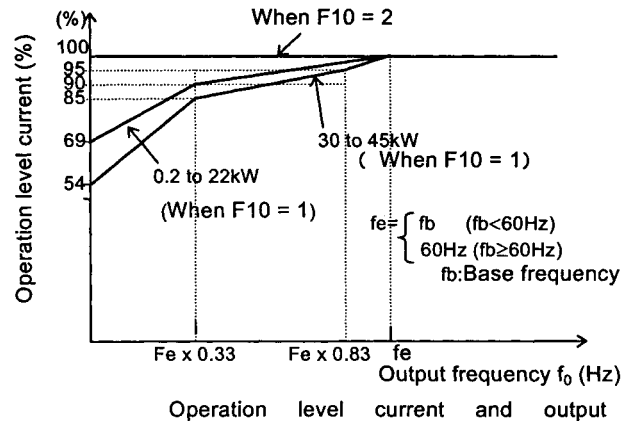 (%)
When F10 = 2
100
95
90
85
69
54
Operation level current (%)
0.2 to 22kW
(When F10 = 1)
30 to 45kW
( When F10 = 1)
fe= fb (fb<60Hz)
60Hz (fb≥60Hz)
fb:Base frequency
Fe x 0.33
Fe x 0.83
fe
Output frequency f0 (Hz)
Operation level current and output